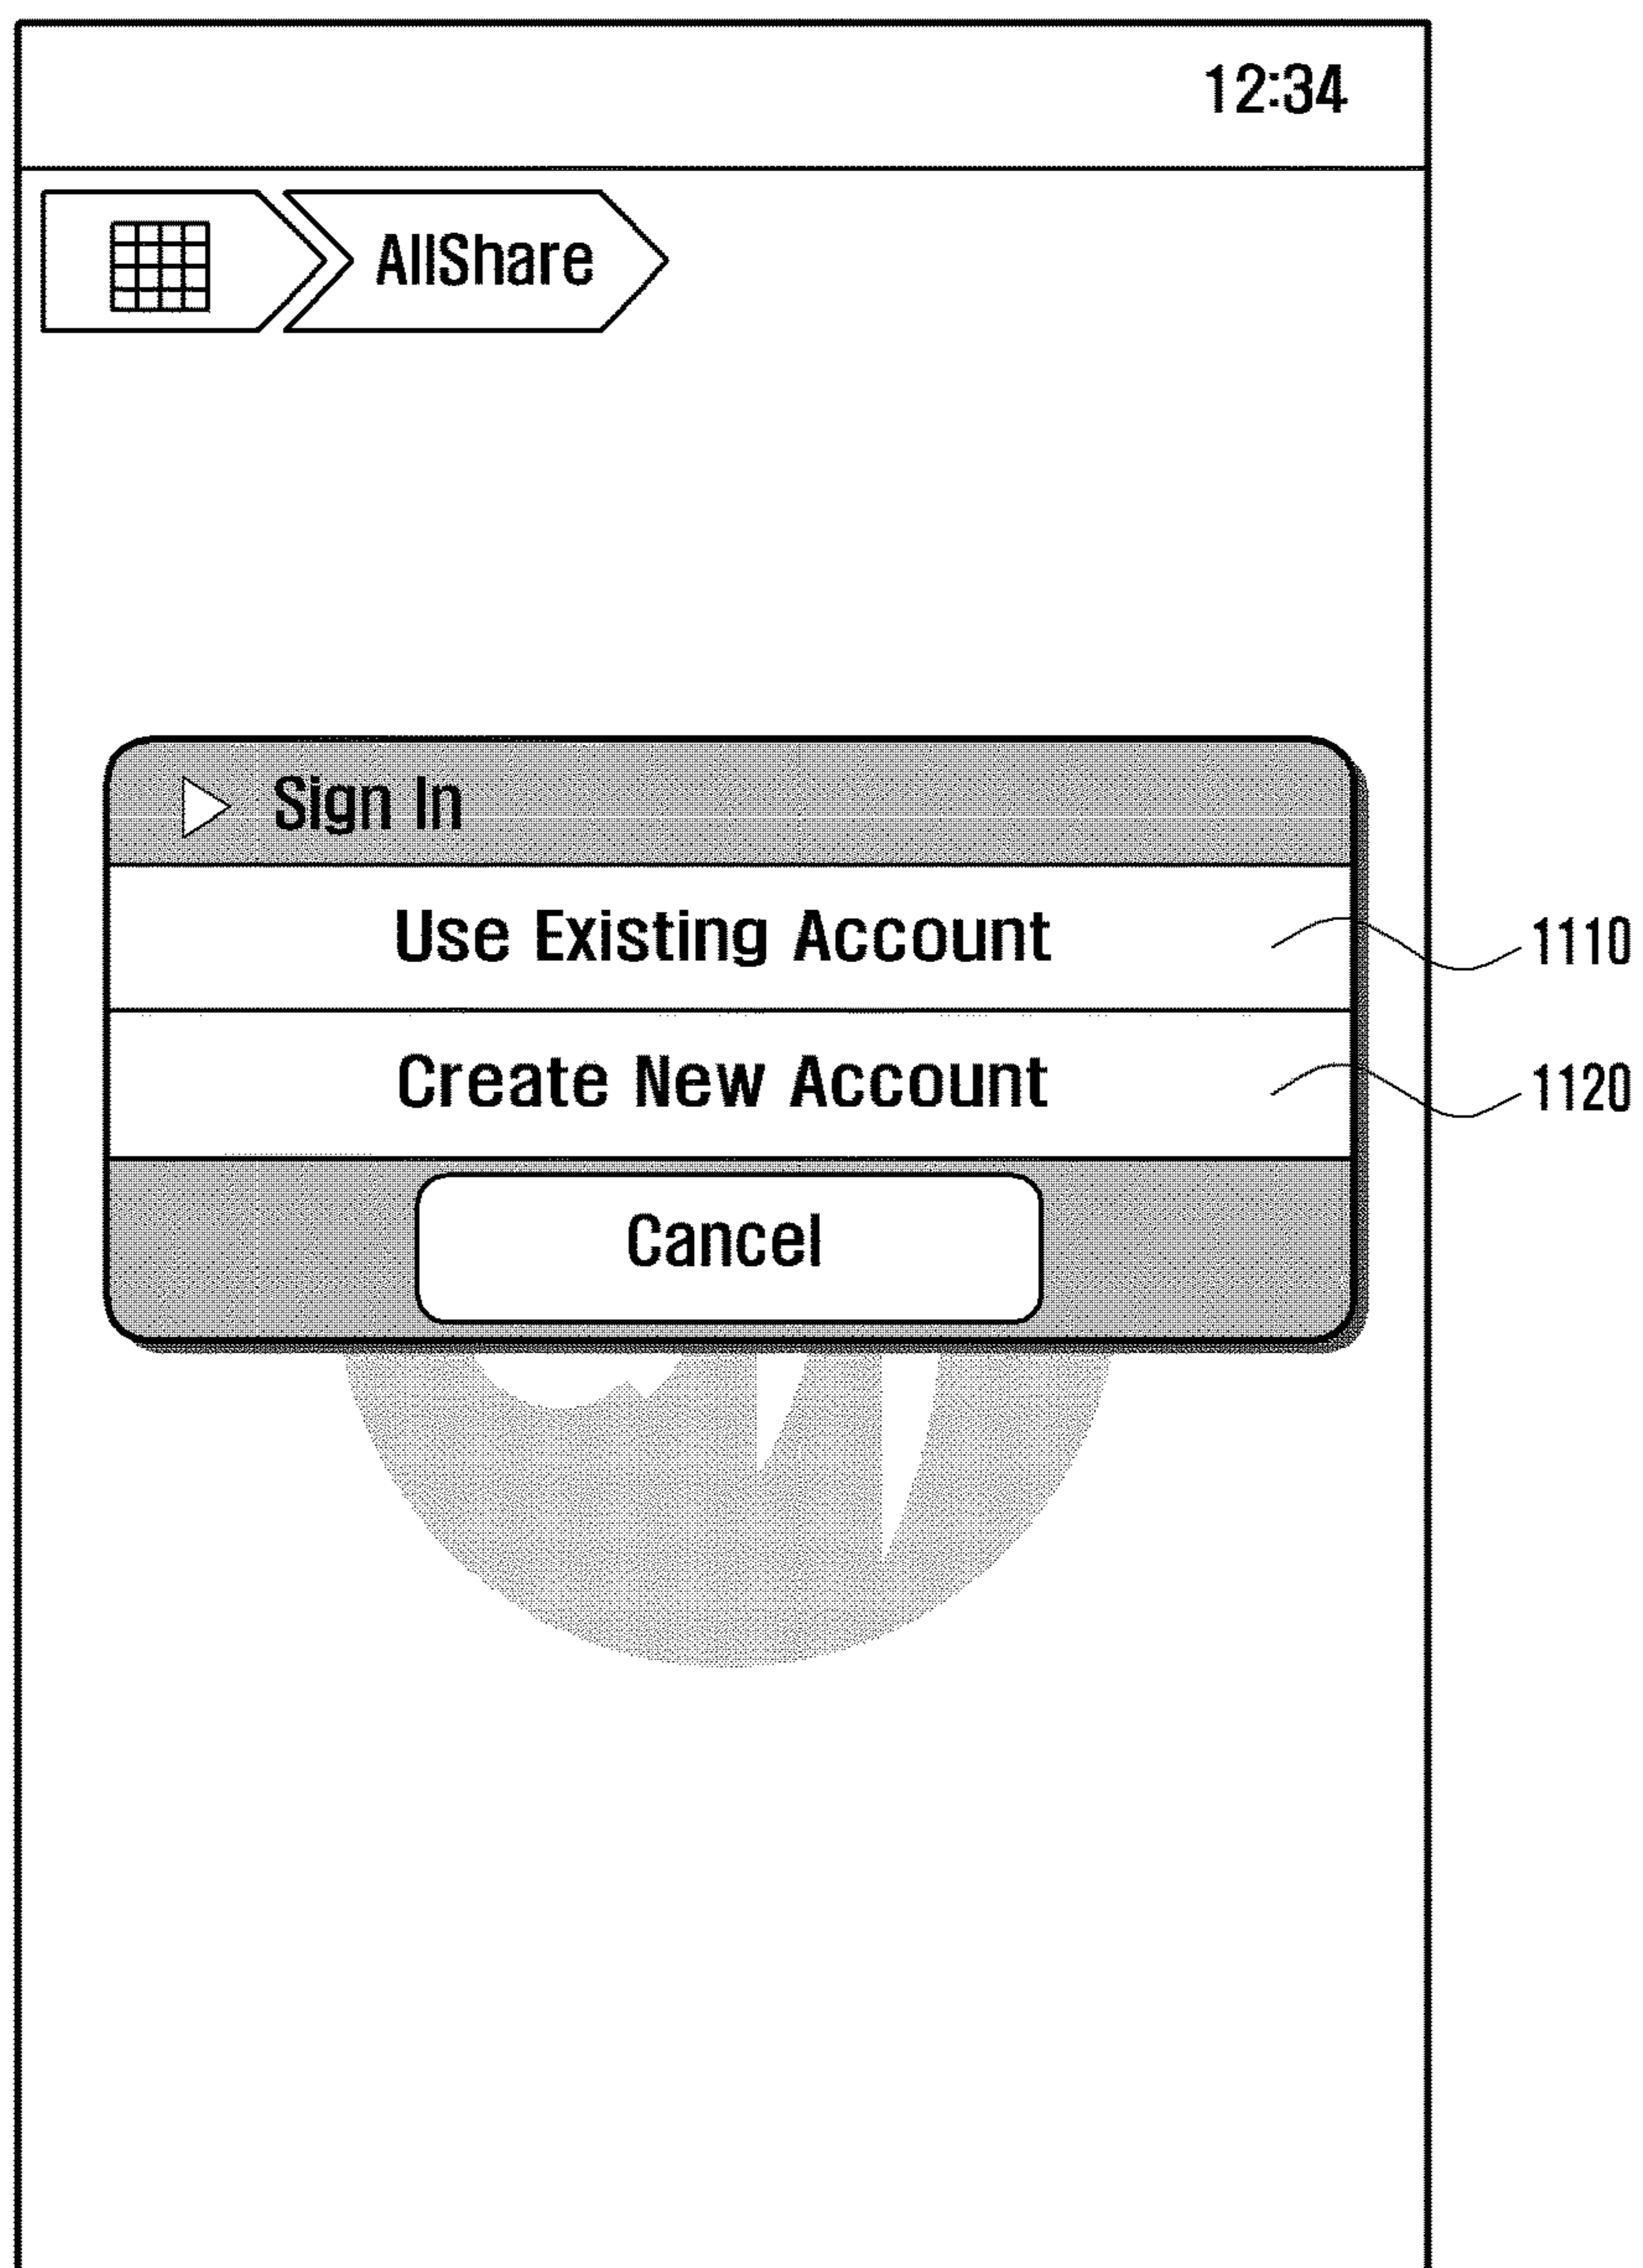 12:34
AllShare
Sign In
Use Existing Account
1110
Create New Account
1120
Cancel